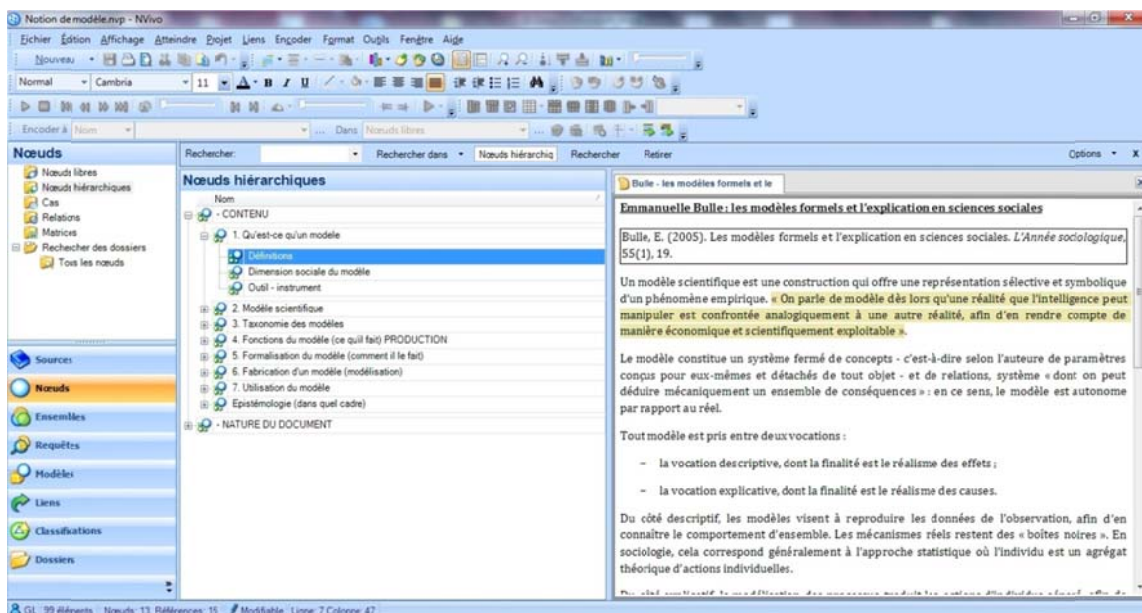 Notion de modèle.nvp - NVivo
Eichier Édition Affichage Atteindre Projet Liens Encoder Format Outils Fenêtre Aide
Nouveau
Normal Cambria 11 A B I U
Encoder à Nom ... Dans Nœuds libres ...
Nœuds
Nœuds libres
Nœuds hiérarchiques
Cas
Relations
Matrices
Rechercher des dossiers
Tous les nœuds
Sources
Nœuds
Ensembles
Requêtes
Modèles
Liens
Classifications
Dossiers
Rechercher: Rechercher dans Nœuds hiérarchiq Rechercher Retirer Options x
Nœuds hiérarchiques
Nom
- CONTENU
1. Qu'est-ce qu'un modele
Définitions
Dimension sociale du modèle
Outil - instrument
2. Modèle scientifique
3. Taxonomie des modèles
4. Fonctions du modèle (ce quil fait) PRODUCTION
5. Formalisation du modèle (comment il le fait)
6. Fabrication d'un modèle (modélisation)
7. Utilisation du modèle
Epistémologie (dans quel cadre)
- NATURE DU DOCUMENT
Bulle - les modèles formels et le
Emmanuelle Bulle : les modèles formels et l'explication en sciences sociales
Bulle, E. (2005). Les modèles formels et l'explication en sciences sociales. L'Année sociologique,
55(1), 19.
Un modèle scientifique est une construction qui offre une représentation sélective et symbolique
d'un phénomène empirique. « On parle de modèle dès lors qu'une réalité que l'intelligence peut
manipuler est confrontée analogiquement à une autre réalité, afin d'en rendre compte de
manière économique et scientifiquement exploitable ».
Le modèle constitue un système fermé de concepts - c'est-à-dire selon l'auteure de paramètres
conçus pour eux-mêmes et détachés de tout objet - et de relations, système « dont on peut
déduire mécaniquement un ensemble de conséquences » : en ce sens, le modèle est autonome
par rapport au réel.
Tout modèle est pris entre deux vocations :
– la vocation descriptive, dont la finalité est le réalisme des effets ;
– la vocation explicative, dont la finalité est le réalisme des causes.
Du côté descriptif, les modèles visent à reproduire les données de l'observation, afin d'en
connaître le comportement d'ensemble. Les mécanismes réels restent des « boîtes noires ». En
sociologie, cela correspond généralement à l'approche statistique où l'individu est un agrégat
théorique d'actions individuelles.
GL 99 éléments Nœuds: 13 Références: 15 Modifiable Ligne: 7 Colonne: 47